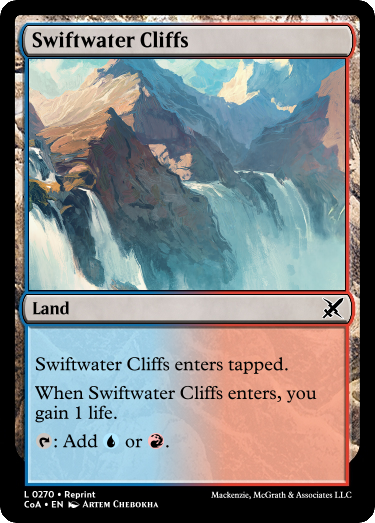 Swiftwater Cliffs
Land
Swiftwater Cliffs enters tapped.
When Swiftwater Cliffs enters, you
gain 1 life.
: Add or .
L 0270 • Reprint
CoA • EN Artem Chebokha
Mackenzie, McGrath & Associates LLC